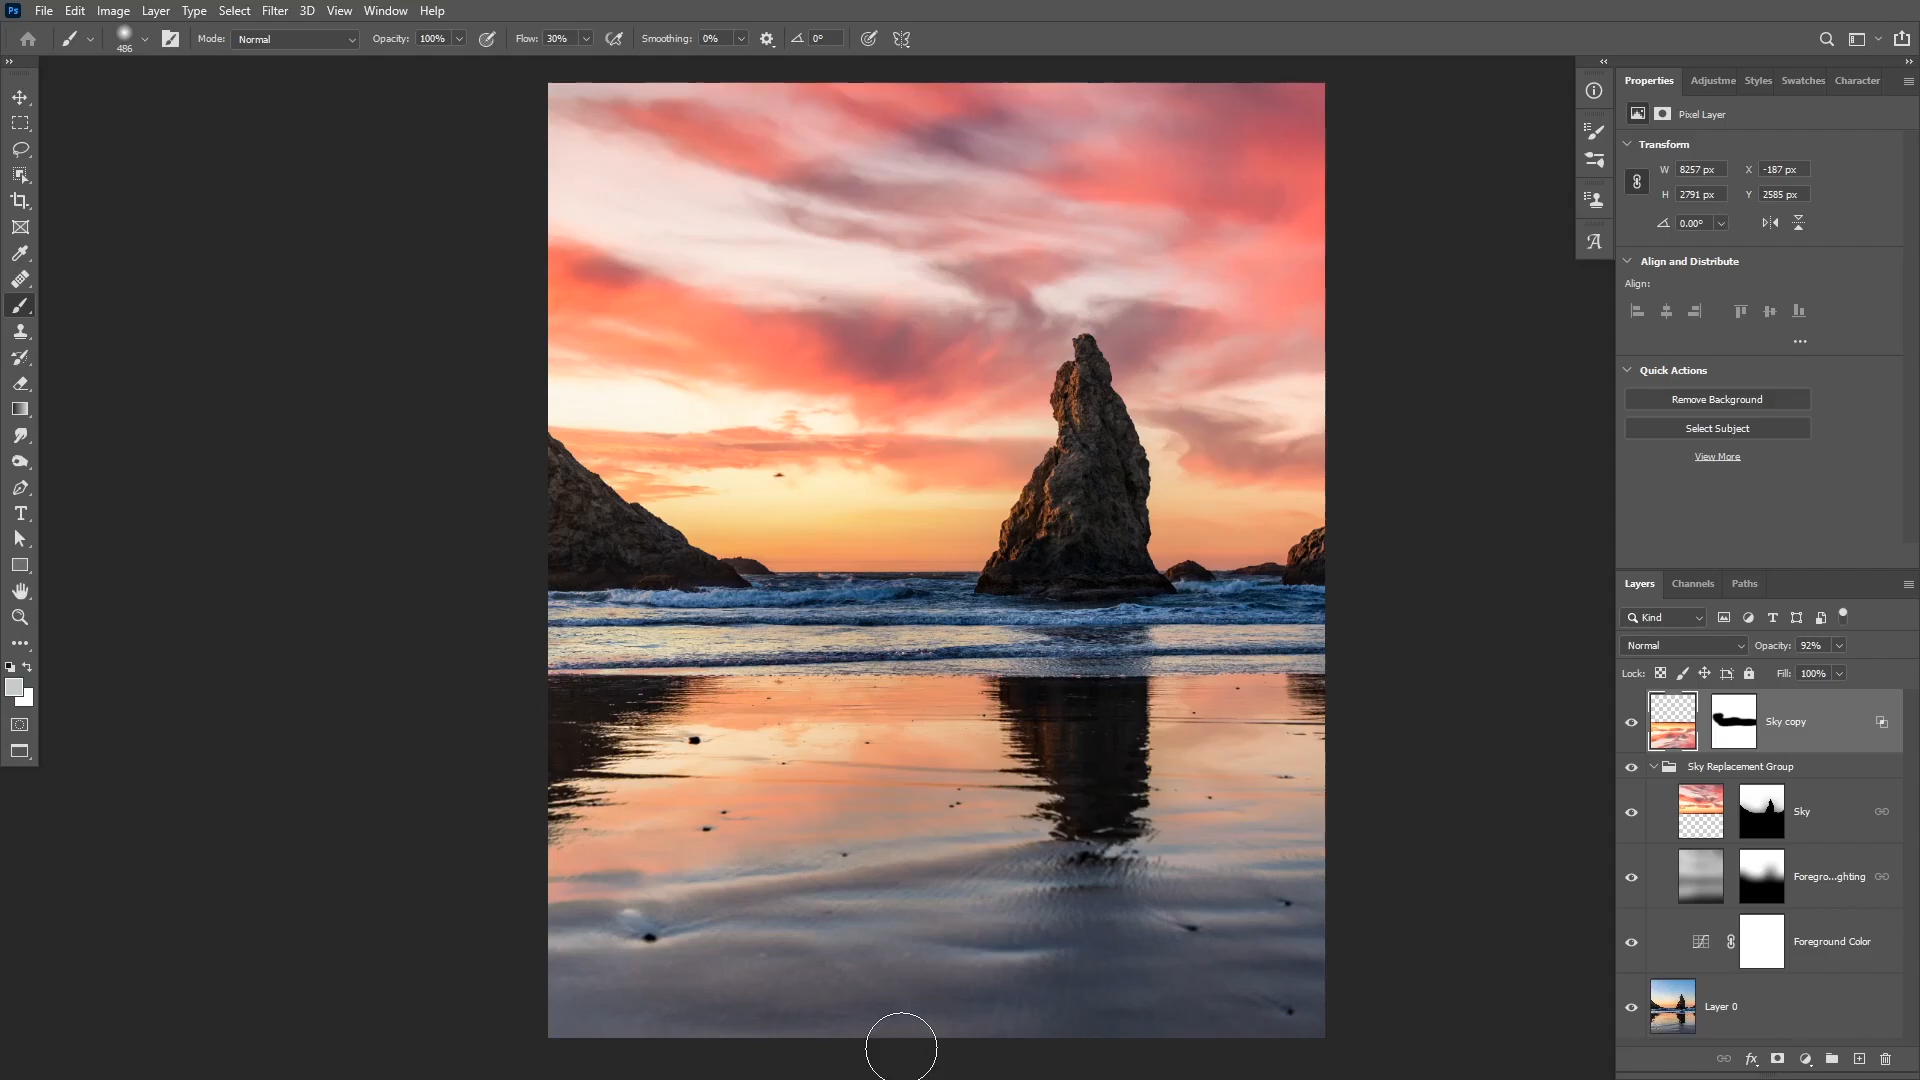 Ps File Edit Image Layer Type Select Filter 3D View Window Help
486 Mode: Normal Opacity: 100% Flow: 30% Smoothing: 0% 0°
Properties Adjustme Styles Swatches Character
Pixel Layer
Transform
W 8257 px X -187 px
H 2791 px Y 2585 px
0.00°
Align and Distribute
Align:
Quick Actions
Remove Background
Select Subject
View More
Layers Channels Paths
Kind
Normal Opacity: 92%
Lock: Fill: 100%
Sky copy
Sky Replacement Group
Sky
Foregro...ghting
Foreground Color
Layer 0
fx